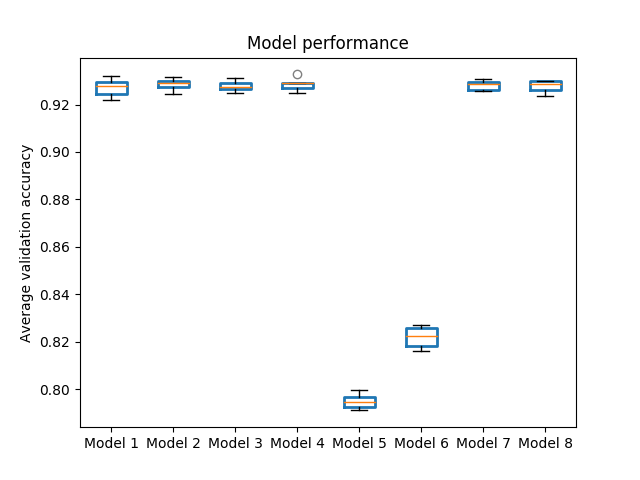 Model performance
Average validation accuracy
0.92
0.90
0.88
0.86
0.84
0.82
0.80
Model 1 Model 2 Model 3 Model 4 Model 5 Model 6 Model 7 Model 8